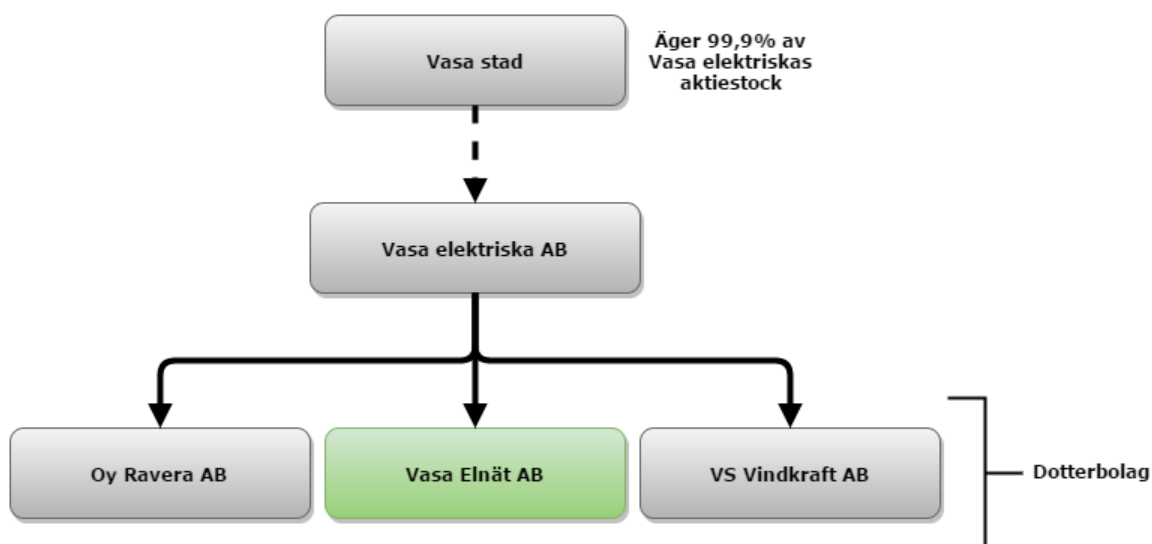 Vasa stad
Äger 99,9% av
Vasa elektriskas
aktiestock
Vasa elektriska AB
Oy Ravera AB
Vasa Elnät AB
VS Vindkraft AB
Dotterbolag